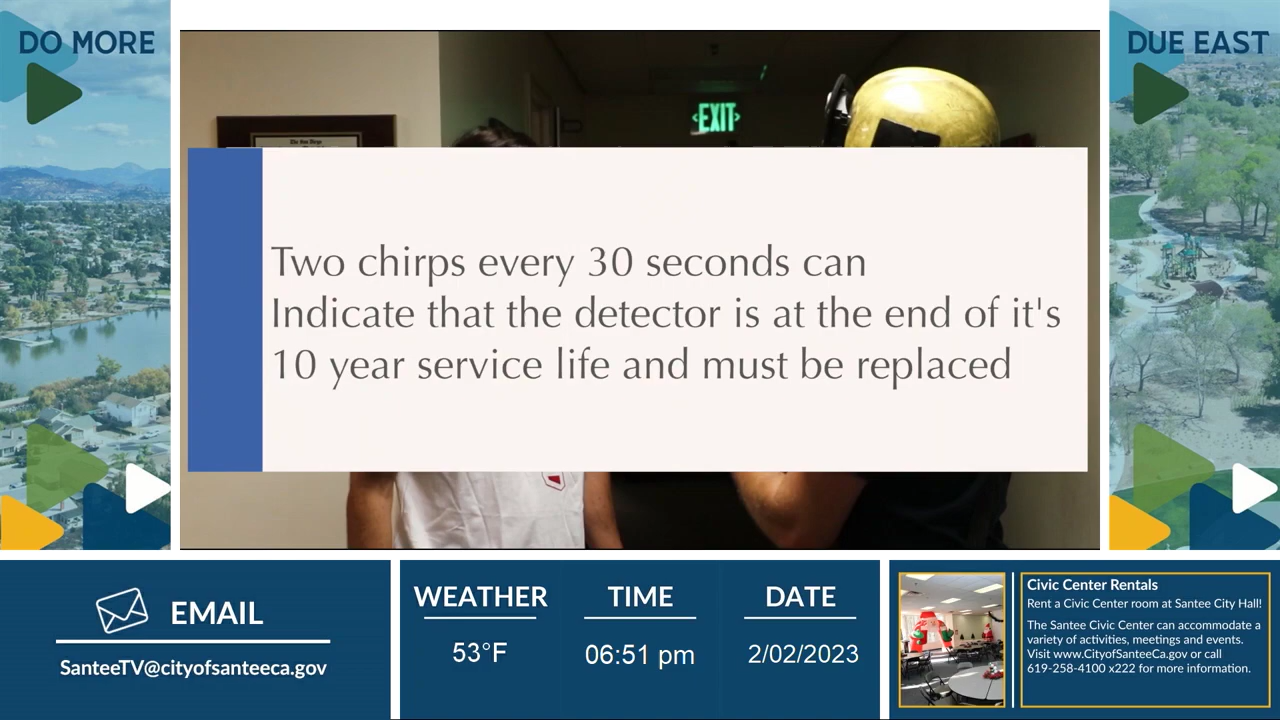 DO MORE
DUE EAST
EXIT
Two chirps every 30 seconds can
Indicate that the detector is at the end of it's
10 year service life and must be replaced
EMAIL
SanteeTV@cityofsanteeca.gov
WEATHER
53°F
TIME
06:51 pm
DATE
2/02/2023
Civic Center Rentals
Rent a Civic Center room at Santee City Hall!
The Santee Civic Center can accommodate a
variety of activities, meetings and events.
Visit www.CityofSanteeCa.gov or call
619-258-4100 x222 for more information.